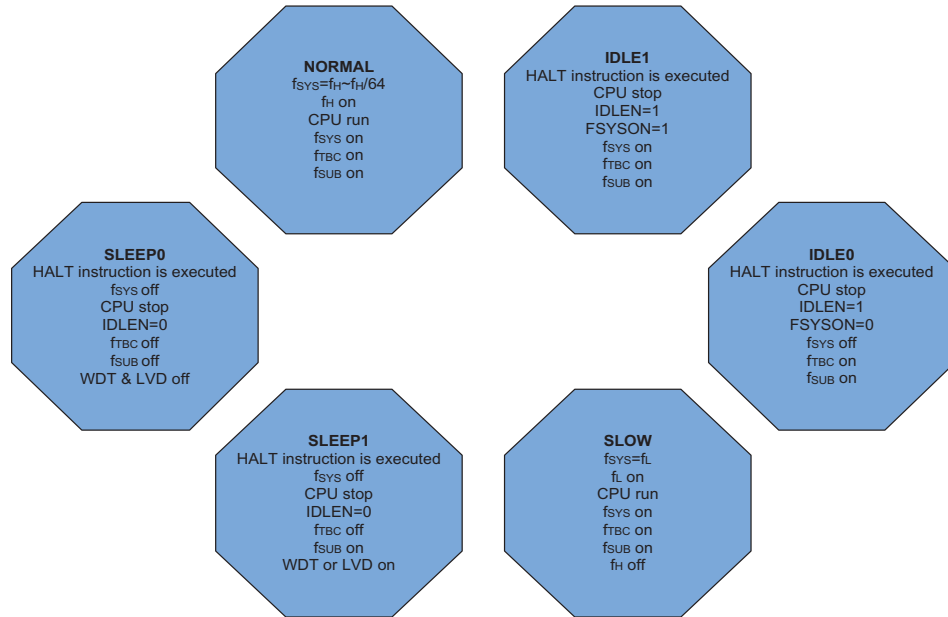 NORMAL
fSYS=fH~fH/64
fH on
CPU run
fSYS on
fTBC on
fSUB on
IDLE1
HALT instruction is executed
CPU stop
IDLEN=1
FSYSON=1
fSYS on
fTBC on
fSUB on
SLEEP0
HALT instruction is executed
fSYS off
CPU stop
IDLEN=0
fTBC off
fSUB off
WDT & LVD off
IDLE0
HALT instruction is executed
CPU stop
IDLEN=1
FSYSON=0
fSYS off
fTBC on
fSUB on
SLEEP1
HALT instruction is executed
fSYS off
CPU stop
IDLEN=0
fTBC off
fSUB on
WDT or LVD on
SLOW
fSYS=fL
fL on
CPU run
fSYS on
fTBC on
fSUB on
fH off